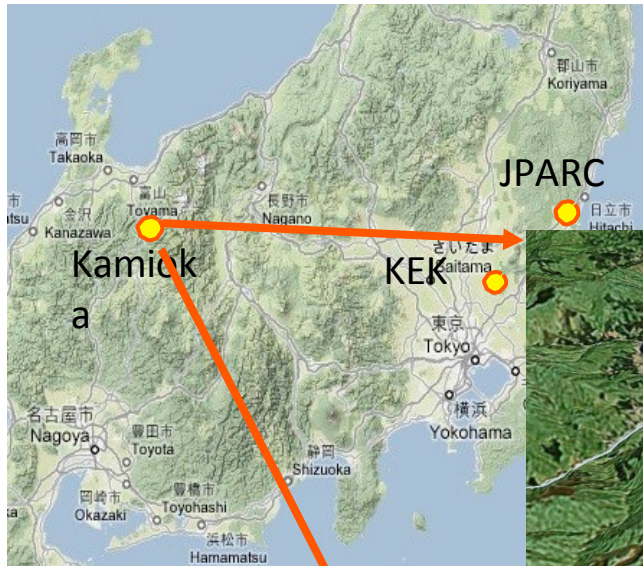 郡山市
Koriyama
高岡市
Takaoka
富山
Toyama
長野市
Nagano
JPARC
日立市
Hitachi
金沢
Kanazawa
Kamiok
a
さいたま
Saitama
KEK
東京
Tokyo
横浜
Yokohama
名古屋市
Nagoya
豊田市
Toyota
静岡
Shizuoka
岡崎市
Okazaki
豊橋市
Toyohashi
浜松市
Hamamatsu